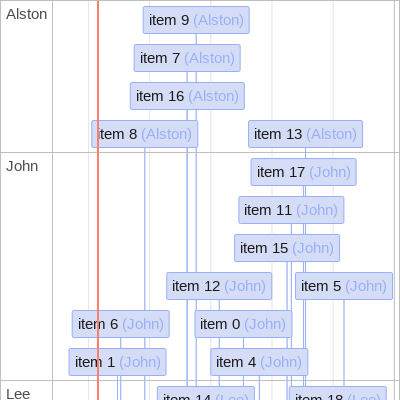 Alston
item 9 (Alston)
item 7 (Alston)
item 16 (Alston)
item 8 (Alston)
item 13 (Alston)
John
item 17 (John)
item 11 (John)
item 15 (John)
item 12 (John)
item 5 (John)
item 6 (John)
item 0 (John)
item 1 (John)
item 4 (John)
Lee
item 14 (Lee)
item 18 (Lee)